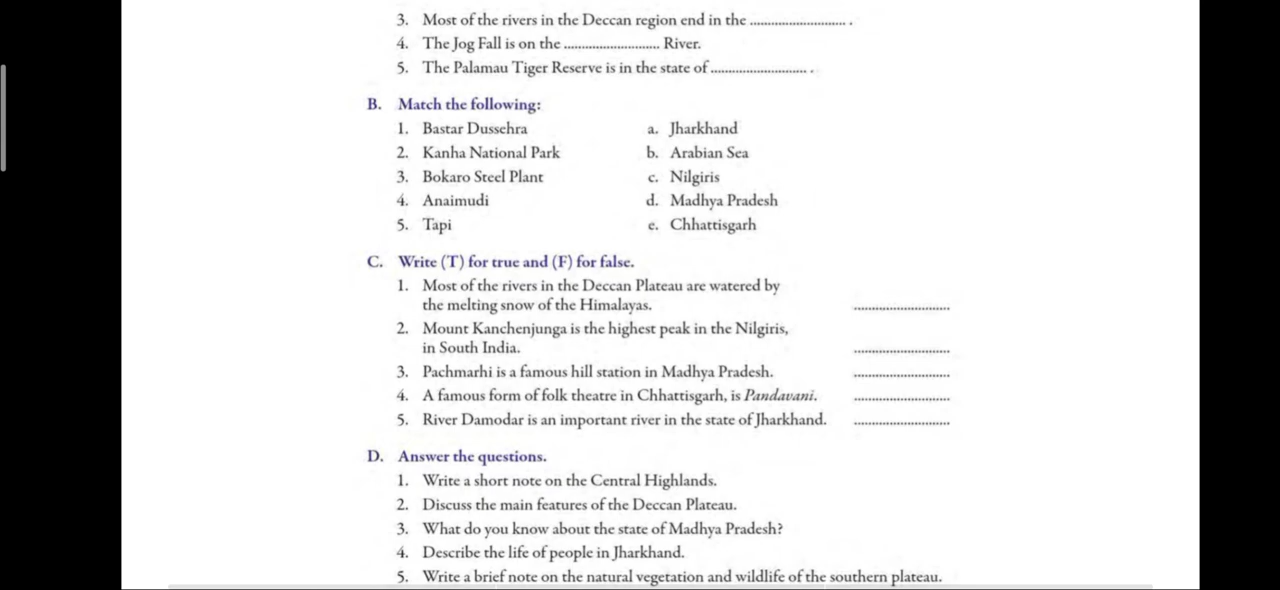 3. Most of the rivers in the Deccan region end in the ........................... .
4. The Jog Fall is on the ........................... River.
5. The Palamau Tiger Reserve is in the state of ........................... .
B. Match the following:
1. Bastar Dussehra a. Jharkhand
2. Kanha National Park b. Arabian Sea
3. Bokaro Steel Plant c. Nilgiris
4. Anaimudi d. Madhya Pradesh
5. Tapi e. Chhattisgarh
C. Write (T) for true and (F) for false.
1. Most of the rivers in the Deccan Plateau are watered by
the melting snow of the Himalayas. ...........................
2. Mount Kanchenjunga is the highest peak in the Nilgiris,
in South India. ...........................
3. Pachmarhi is a famous hill station in Madhya Pradesh. ...........................
4. A famous form of folk theatre in Chhattisgarh, is Pandavani. ...........................
5. River Damodar is an important river in the state of Jharkhand. ...........................
D. Answer the questions.
1. Write a short note on the Central Highlands.
2. Discuss the main features of the Deccan Plateau.
3. What do you know about the state of Madhya Pradesh?
4. Describe the life of people in Jharkhand.
5. Write a brief note on the natural vegetation and wildlife of the southern plateau.